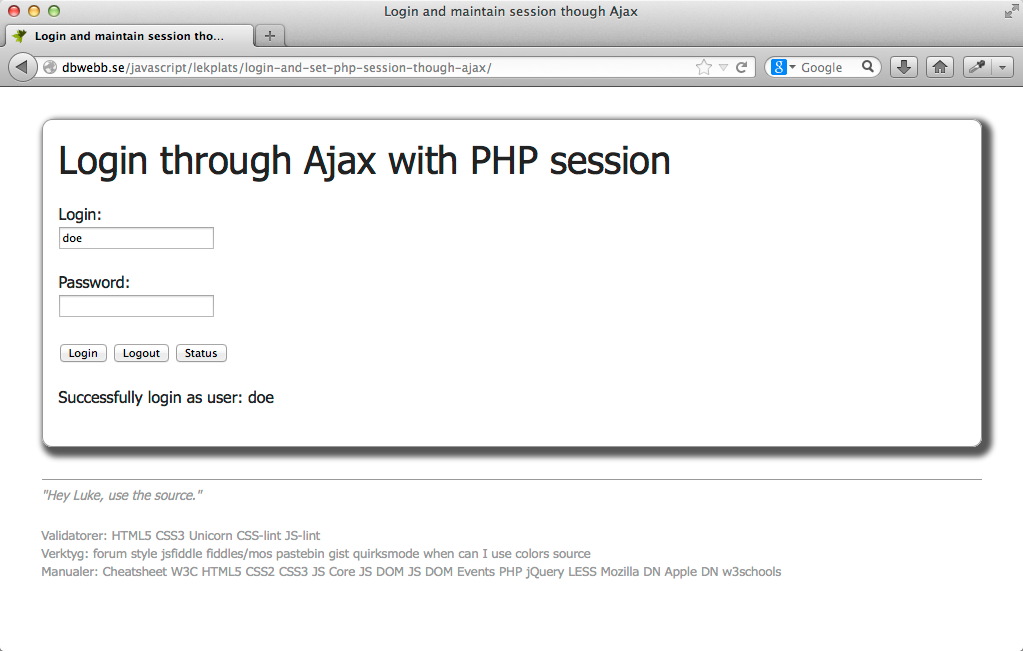 Login and maintain session though Ajax
Login and maintain session tho...
dbwebb.se/javascript/lekplats/login-and-set-php-session-though-ajax/
8 Google
Login through Ajax with PHP session
Login:
doe
Password:
Login Logout Status
Successfully login as user: doe
"Hey Luke, use the source."
Validatorer: HTML5 CSS3 Unicorn CSS-lint JS-lint
Verktyg: forum style jsfiddle fiddles/mos pastebin gist quirksmode when can I use colors source
Manualer: Cheatsheet W3C HTML5 CSS2 CSS3 JS Core JS DOM JS DOM Events PHP jQuery LESS Mozilla DN Apple DN w3schools